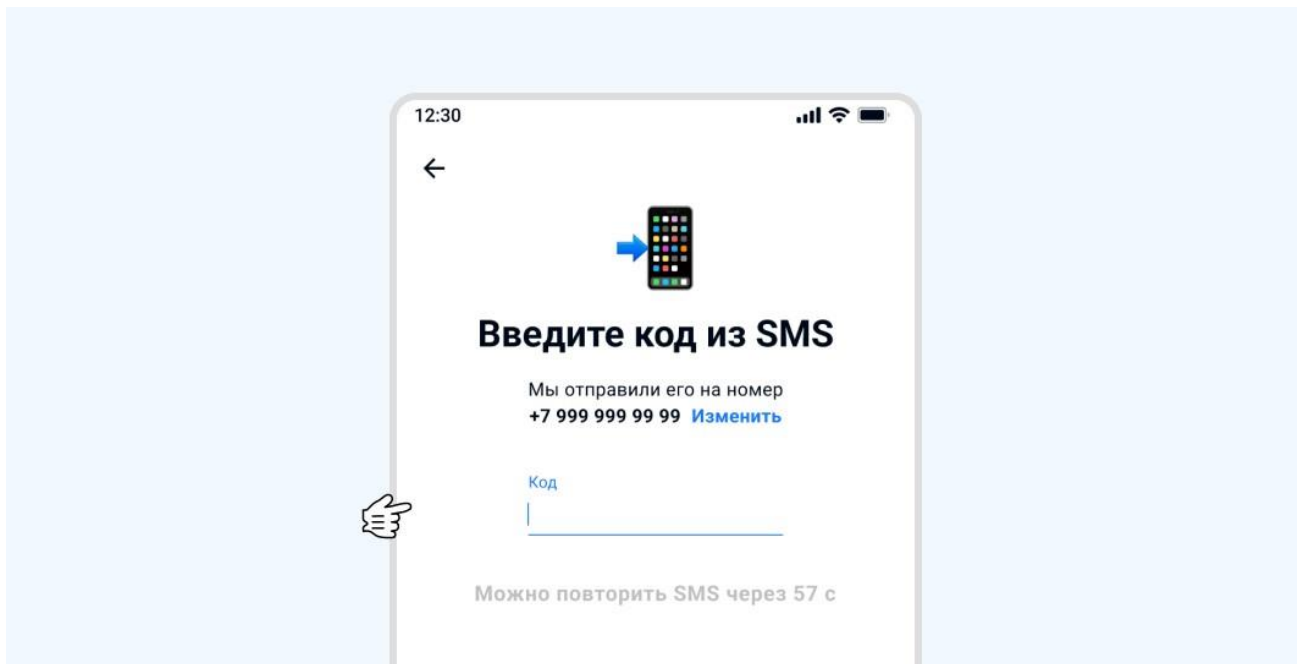 12:30
Введите код из SMS
Мы отправили его на номер
+7 999 999 99 99 Изменить
Код
Можно повторить SMS через 57 с